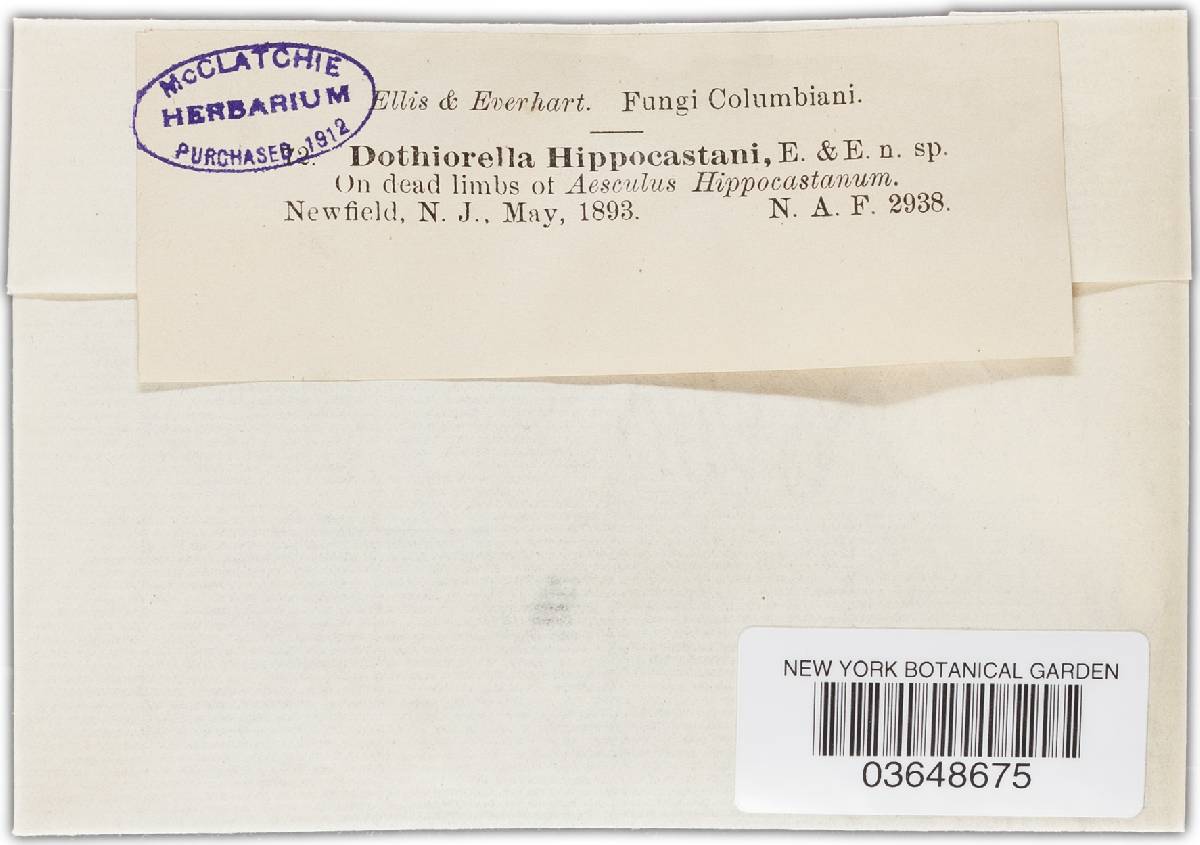 McCLATCHIE
HERBARIUM
PURCHASED 1912
Ellis & Everhart. Fungi Columbiani.
Dothiorella Hippocastani, E. & E. n. sp.
On dead limbs of Aesculus Hippocastanum.
Newfield, N. J., May, 1893. N. A. F. 2938.
NEW YORK BOTANICAL GARDEN
03648675